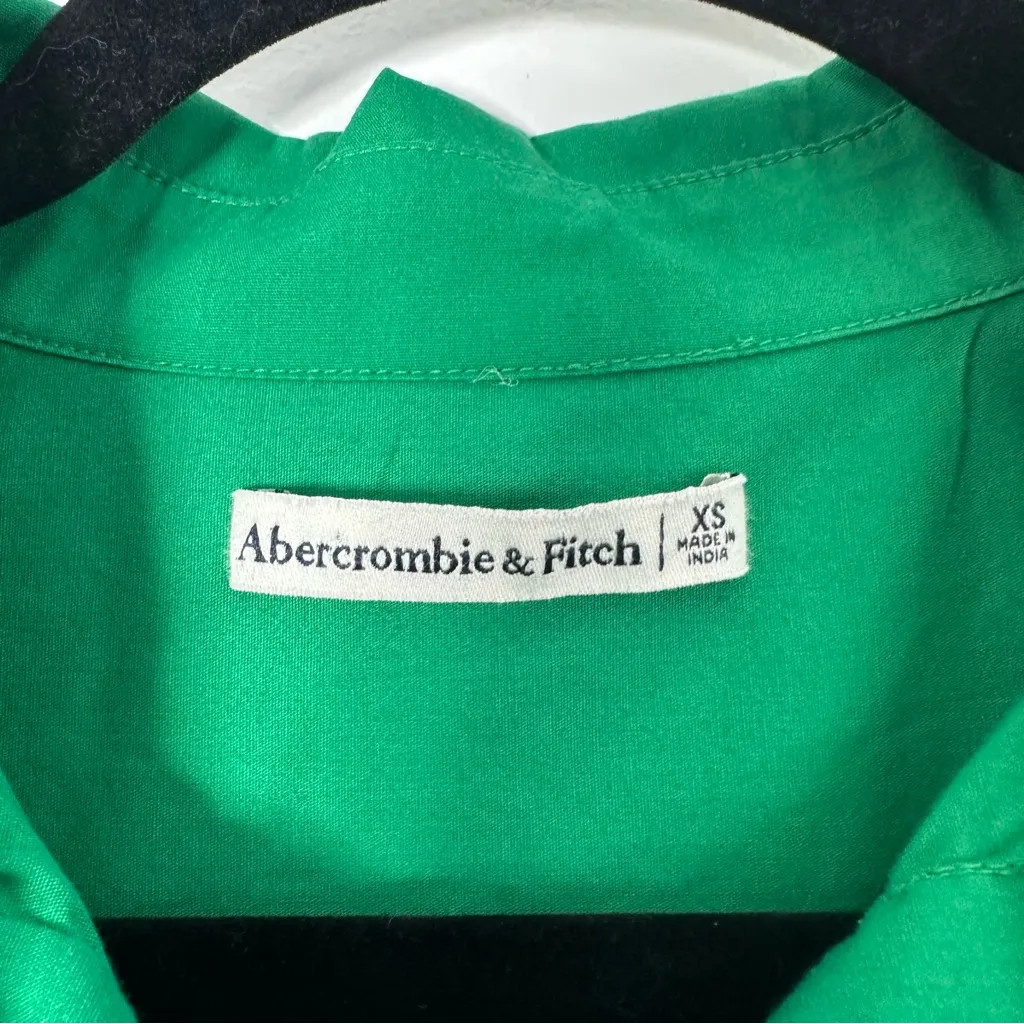 Abercrombie & Fitch | XS
MADE IN
INDIA